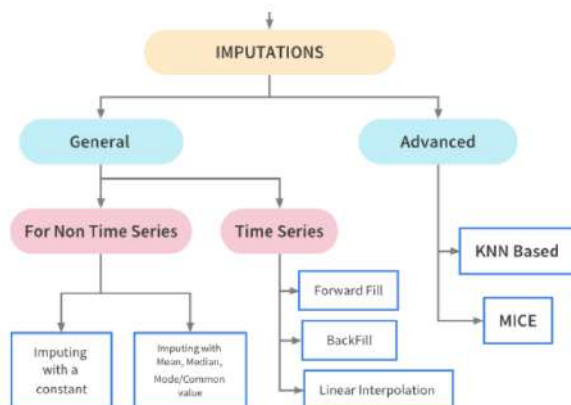 IMPUTATIONS
General
Advanced
For Non Time Series
Time Series
KNN Based
Forward Fill
MICE
BackFill
Imputing
with a
constant
Imputing with
Mean, Median,
Mode/Common
value
Linear Interpolation